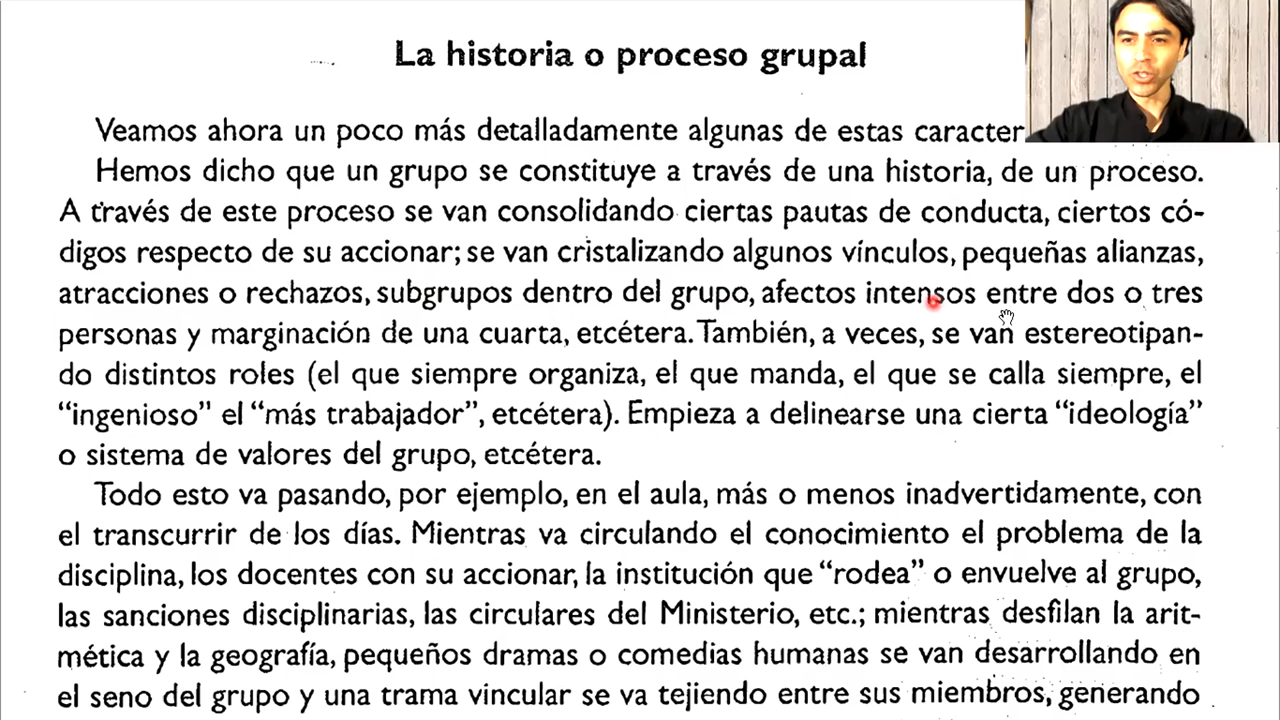 La historia o proceso grupal
Veamos ahora un poco más detalladamente algunas de estas caracter
Hemos dicho que un grupo se constituye a través de una historia, de un proceso.
A través de este proceso se van consolidando ciertas pautas de conducta, ciertos có-
digos respecto de su accionar; se van cristalizando algunos vínculos, pequeñas alianzas,
atracciones o rechazos, subgrupos dentro del grupo, afectos intensos entre dos o tres
personas y marginación de una cuarta, etcétera. También, a veces, se van estereotipan-
do distintos roles (el que siempre organiza, el que manda, el que se calla siempre, el
“ingenioso” el “más trabajador”, etcétera). Empieza a delinearse una cierta “ideología”
o sistema de valores del grupo, etcétera.
Todo esto va pasando, por ejemplo, en el aula, más o menos inadvertidamente, con
el transcurrir de los días. Mientras va circulando el conocimiento el problema de la
disciplina, los docentes con su accionar, la institución que “rodea” o envuelve al grupo,
las sanciones disciplinarias, las circulares del Ministerio, etc.; mientras desfilan la arit-
mética y la geografía, pequeños dramas o comedias humanas se van desarrollando en
el seno del grupo y una trama vincular se va tejiendo entre sus miembros, generando